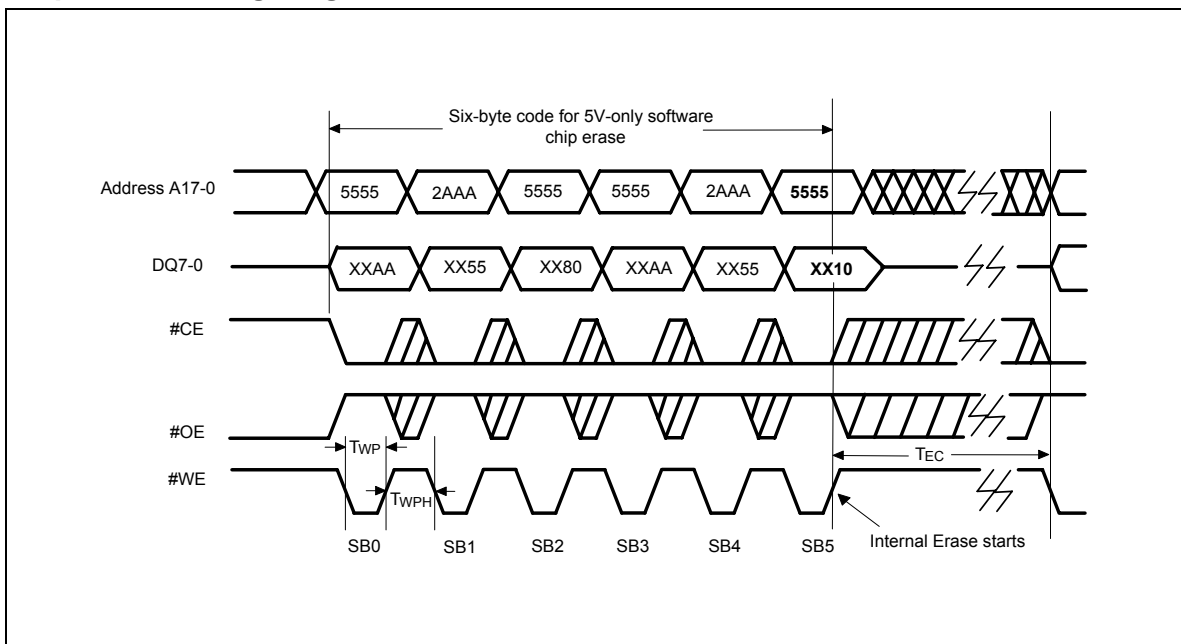 Six-byte code for 5V-only software
chip erase
Address A17-0
5555
2AAA
5555
5555
2AAA
5555
DQ7-0
XXAA
XX55
XX80
XXAA
XX55
XX10
#CE
#OE
TWP
TEC
#WE
TWPH
Internal Erase starts
SB0
SB1
SB2
SB3
SB4
SB5